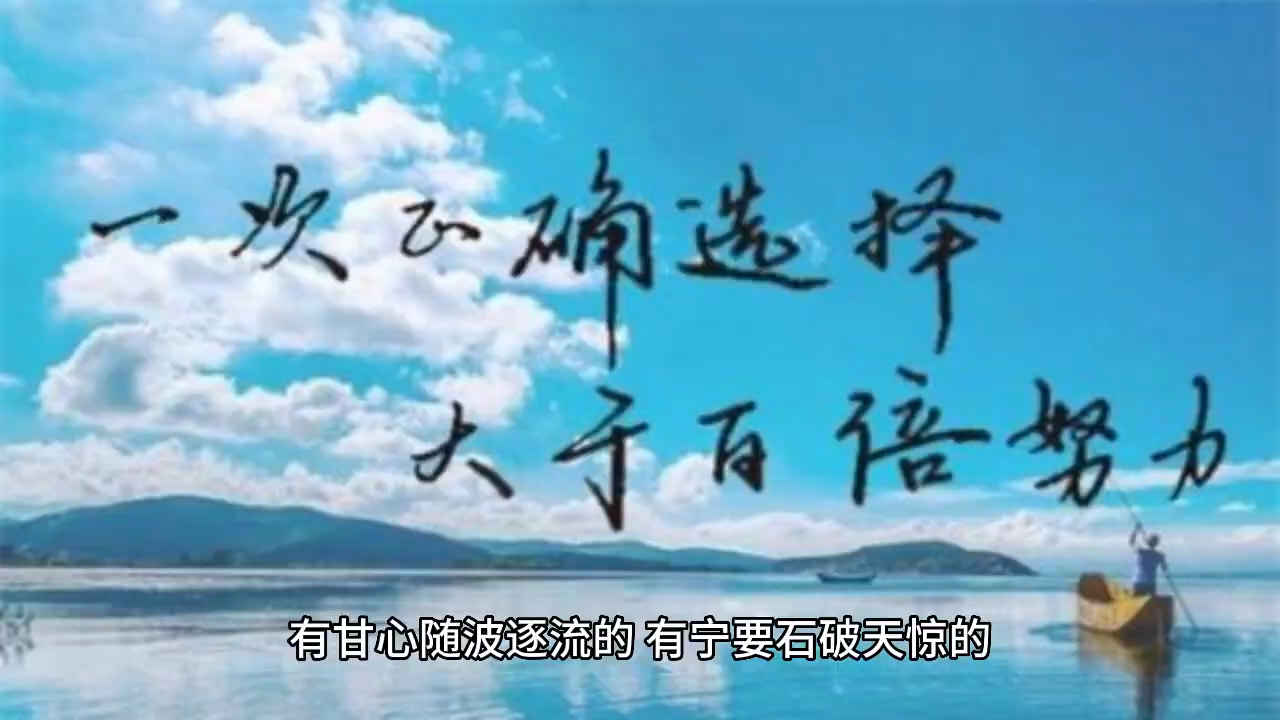 一次正确选择
大于百倍努力
有甘心随波逐流的 有宁要石破天惊的